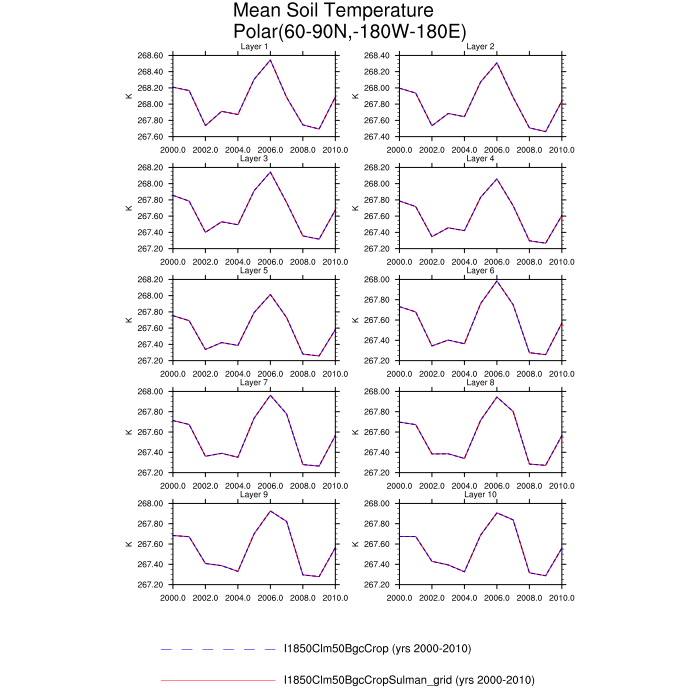 Mean Soil Temperature
Polar(60-90N,-180W-180E)
Layer 1
Layer 2
268.60
268.40
268.20
268.00
267.80
267.60
K
2000.0 2002.0 2004.0 2006.0 2008.0 2010.0
268.40
268.20
268.00
267.80
267.60
267.40
K
2000.0 2002.0 2004.0 2006.0 2008.0 2010.0
Layer 3
Layer 4
268.20
268.00
267.80
267.60
267.40
267.20
K
2000.0 2002.0 2004.0 2006.0 2008.0 2010.0
268.20
268.00
267.80
267.60
267.40
267.20
K
2000.0 2002.0 2004.0 2006.0 2008.0 2010.0
Layer 5
Layer 6
268.20
268.00
267.80
267.60
267.40
267.20
K
2000.0 2002.0 2004.0 2006.0 2008.0 2010.0
268.00
267.80
267.60
267.40
267.20
K
2000.0 2002.0 2004.0 2006.0 2008.0 2010.0
Layer 7
Layer 8
268.00
267.80
267.60
267.40
267.20
K
2000.0 2002.0 2004.0 2006.0 2008.0 2010.0
268.00
267.80
267.60
267.40
267.20
K
2000.0 2002.0 2004.0 2006.0 2008.0 2010.0
Layer 9
Layer 10
268.00
267.80
267.60
267.40
267.20
K
2000.0 2002.0 2004.0 2006.0 2008.0 2010.0
268.00
267.80
267.60
267.40
267.20
K
2000.0 2002.0 2004.0 2006.0 2008.0 2010.0
I1850Clm50BgcCrop (yrs 2000-2010)
I1850Clm50BgcCropSulman_grid (yrs 2000-2010)